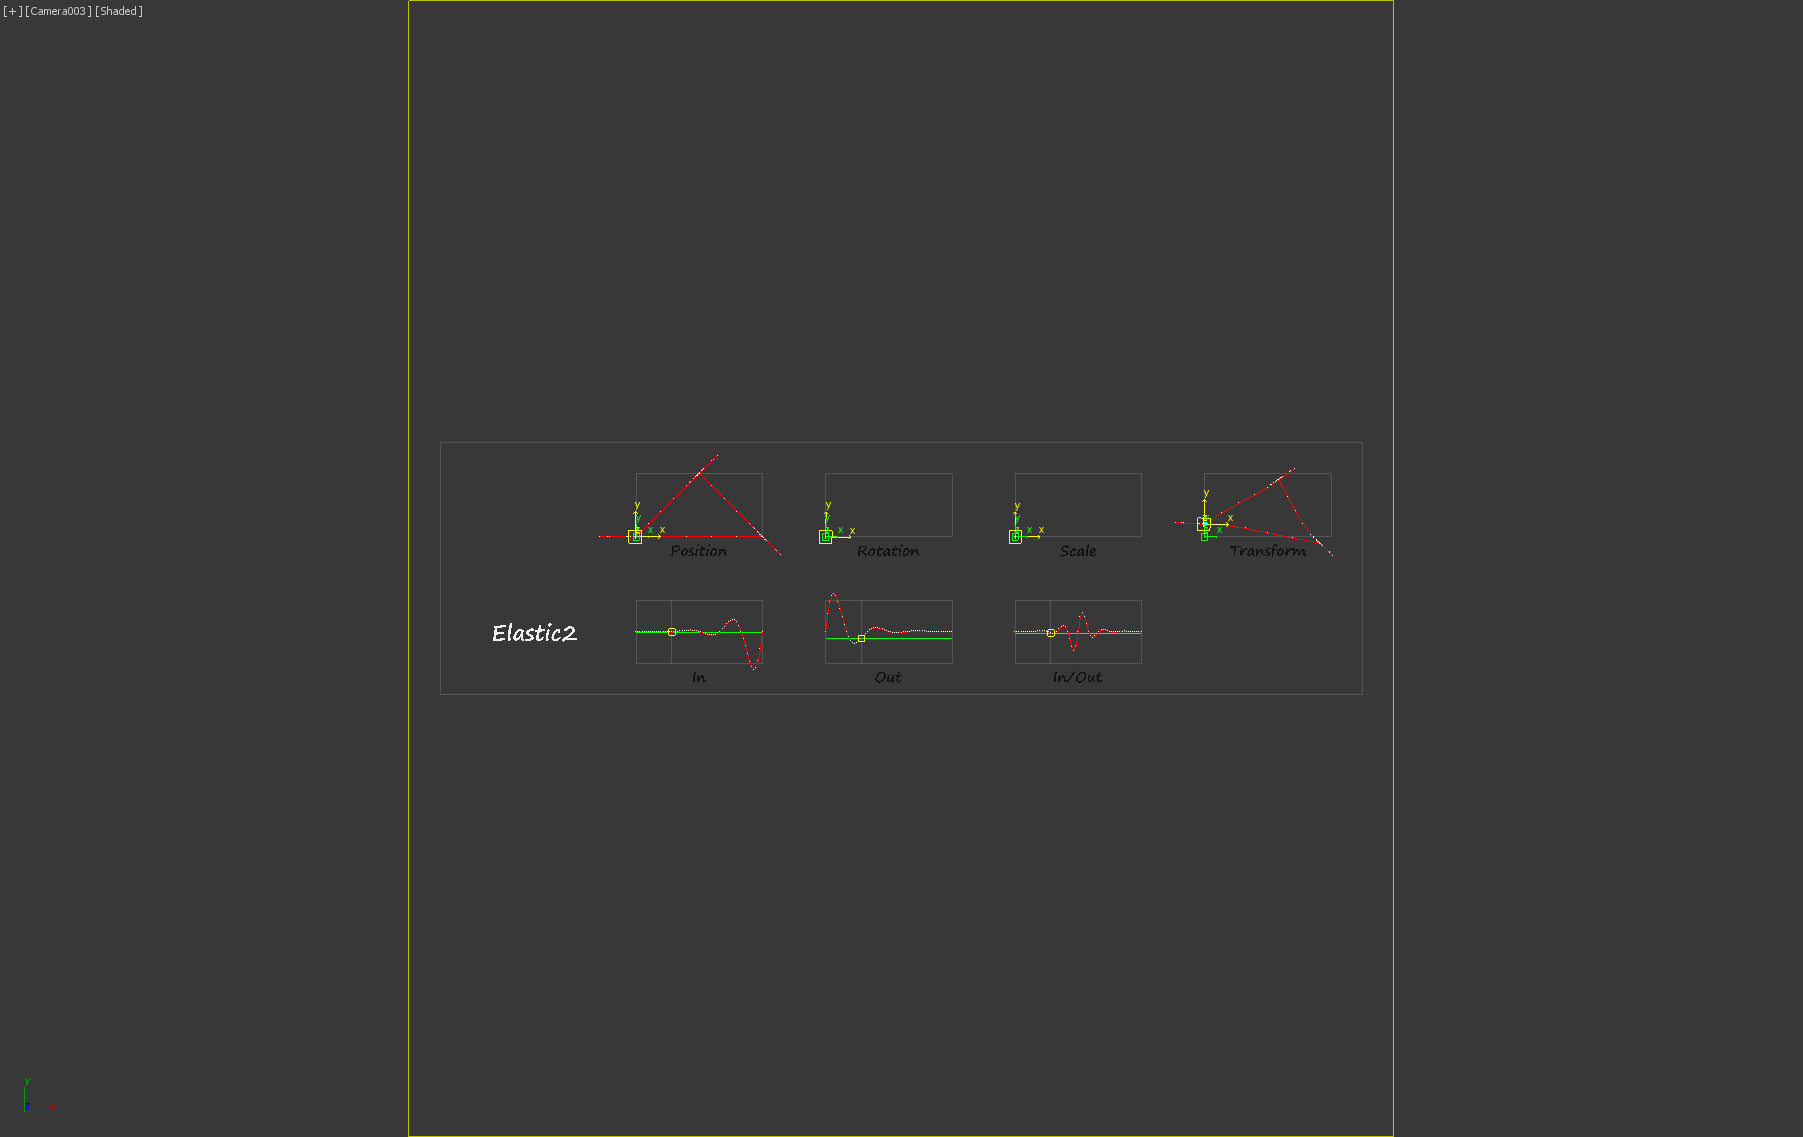 [+] [Camera003] [Shaded]
y
y
y
y
y
x
x
y
x
x
y
x
x
x
x
Position
Rotation
Scale
Transform
Elastic2
In
Out
In/Out
y
z
x